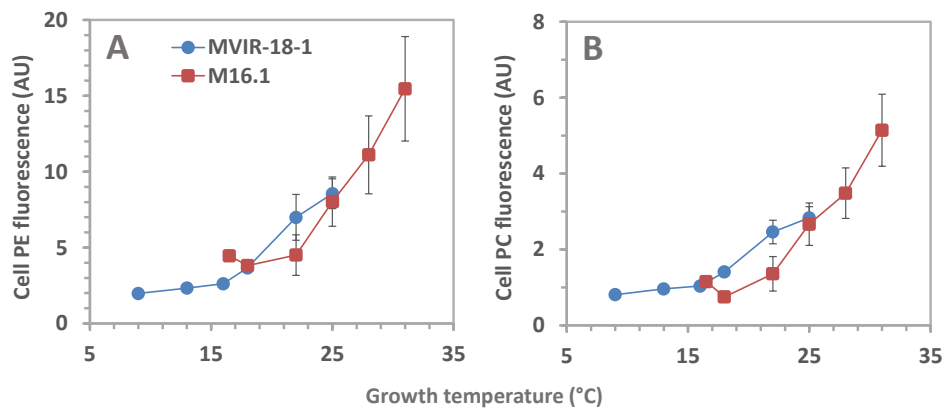 A
MVIR-18-1
M16.1
Cell PE fluorescence (AU)
20
15
10
5
0
5 15 25 35
B
Cell PC fluorescence (AU)
8
6
4
2
0
5 15 25 35
Growth temperature (°C)